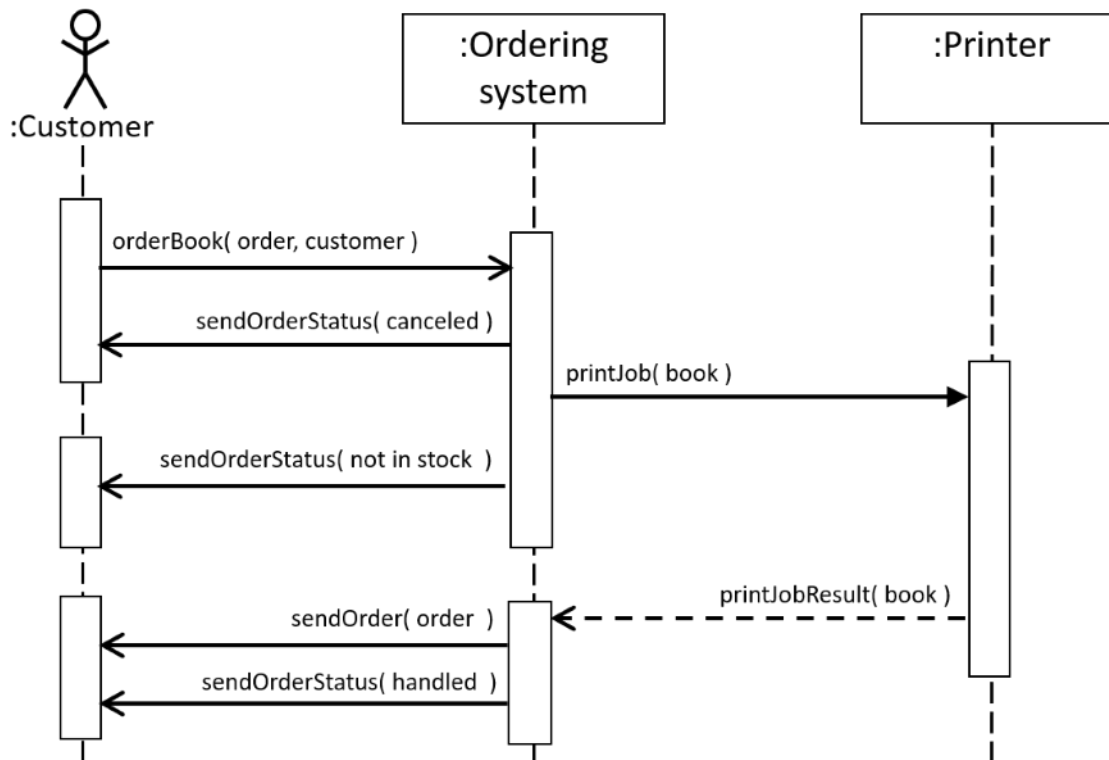 :Customer
:Ordering
system
:Printer
orderBook( order, customer )
sendOrderStatus( canceled )
printJob( book )
sendOrderStatus( not in stock )
printJobResult( book )
sendOrder( order )
sendOrderStatus( handled )